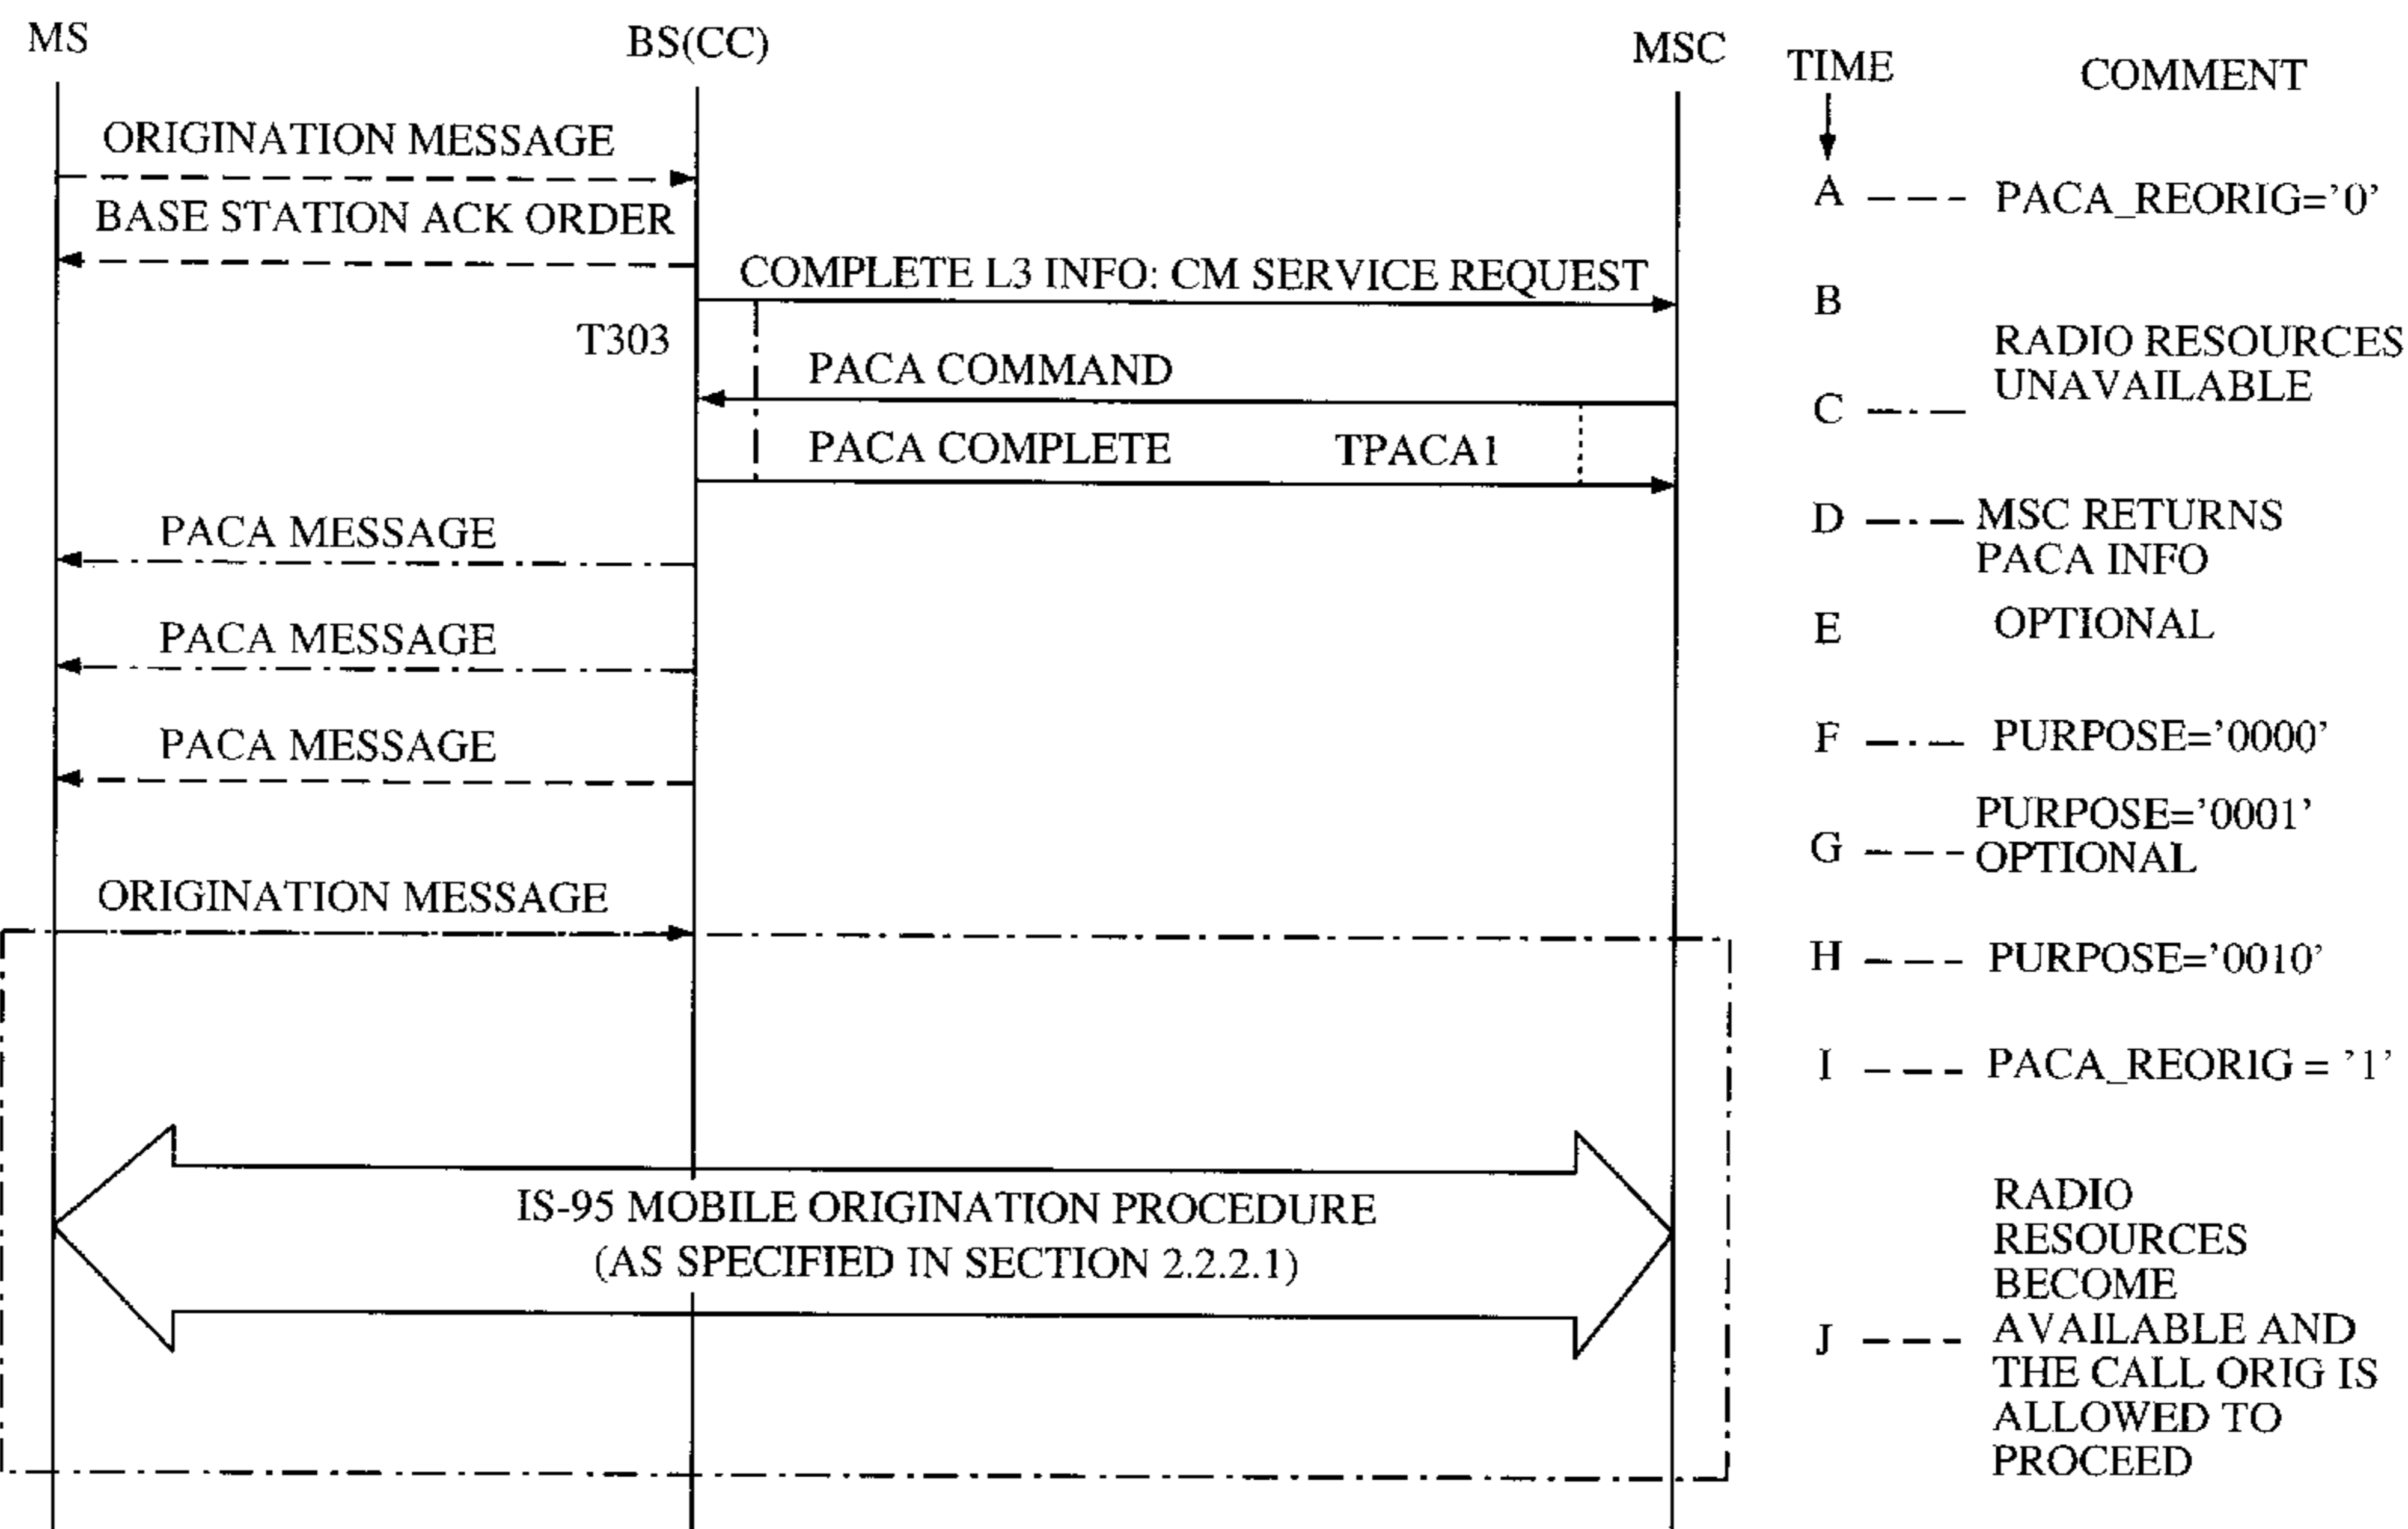 MS
BS(CC)
MSC
TIME
COMMENT
ORIGINATION MESSAGE
A
PACA_REORIG='0'
BASE STATION ACK ORDER
COMPLETE L3 INFO: CM SERVICE REQUEST
B
T303
RADIO RESOURCES
UNAVAILABLE
PACA COMMAND
C
PACA COMPLETE
TPACA1
PACA MESSAGE
D
MSC RETURNS
PACA INFO
PACA MESSAGE
E
OPTIONAL
PACA MESSAGE
F
PURPOSE='0000'
G
PURPOSE='0001'
OPTIONAL
ORIGINATION MESSAGE
H
PURPOSE='0010'
I
PACA_REORIG = '1'
IS-95 MOBILE ORIGINATION PROCEDURE
(AS SPECIFIED IN SECTION 2.2.2.1)
J
RADIO
RESOURCES
BECOME
AVAILABLE AND
THE CALL ORIG IS
ALLOWED TO
PROCEED